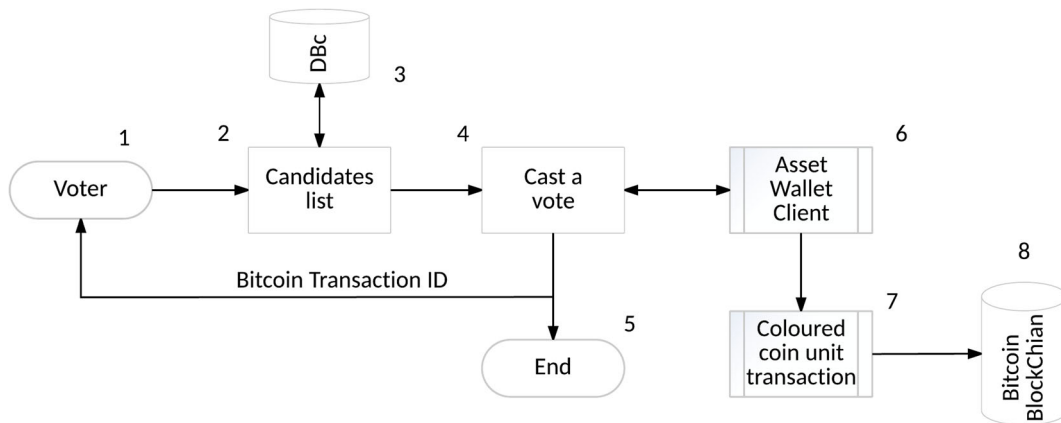 DBc
3
1
2
4
6
Voter
Candidates
list
Cast a
vote
Asset
Wallet
Client
Bitcoin Transaction ID
8
7
5
Coloured
coin unit
transaction
End
Bitcoin
BlockChian